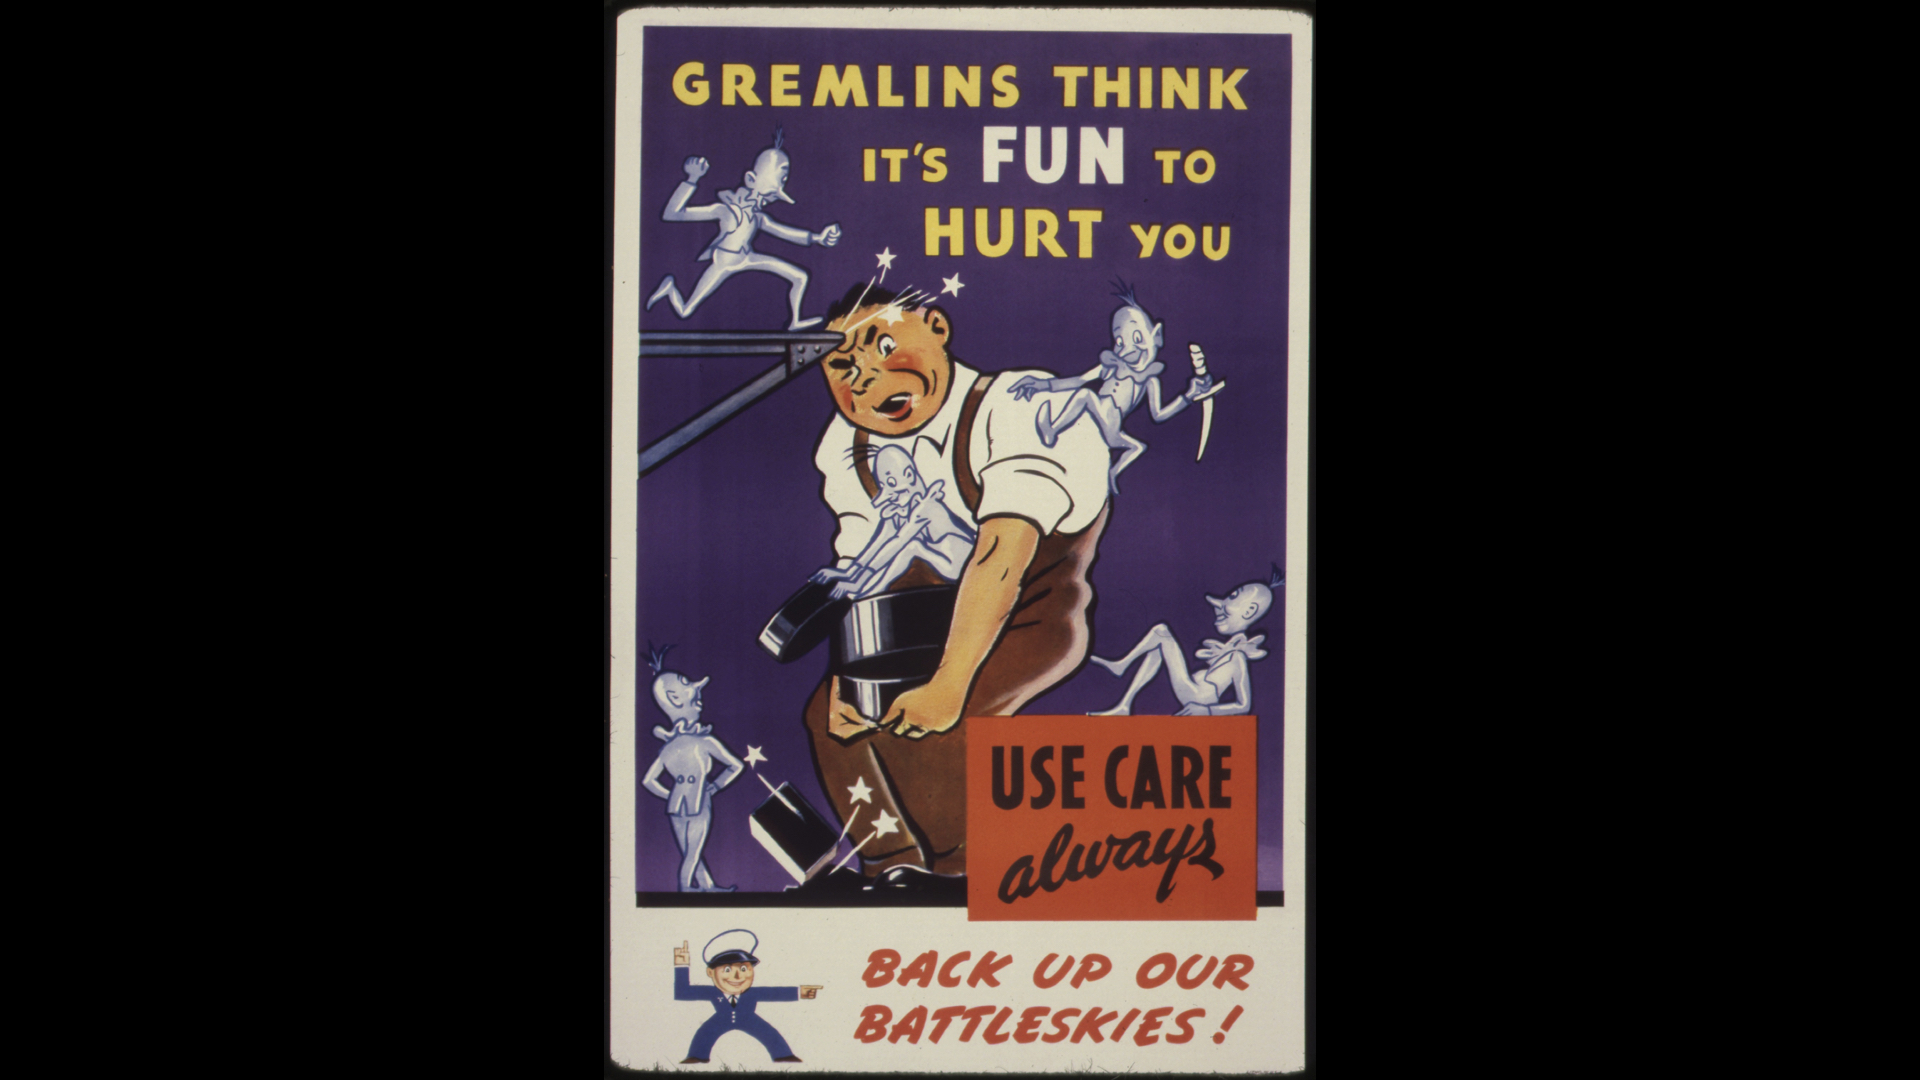 GREMLINS THINK
IT'S FUN TO
HURT YOU
USE CARE
always
BACK UP OUR
BATTLESKIES!